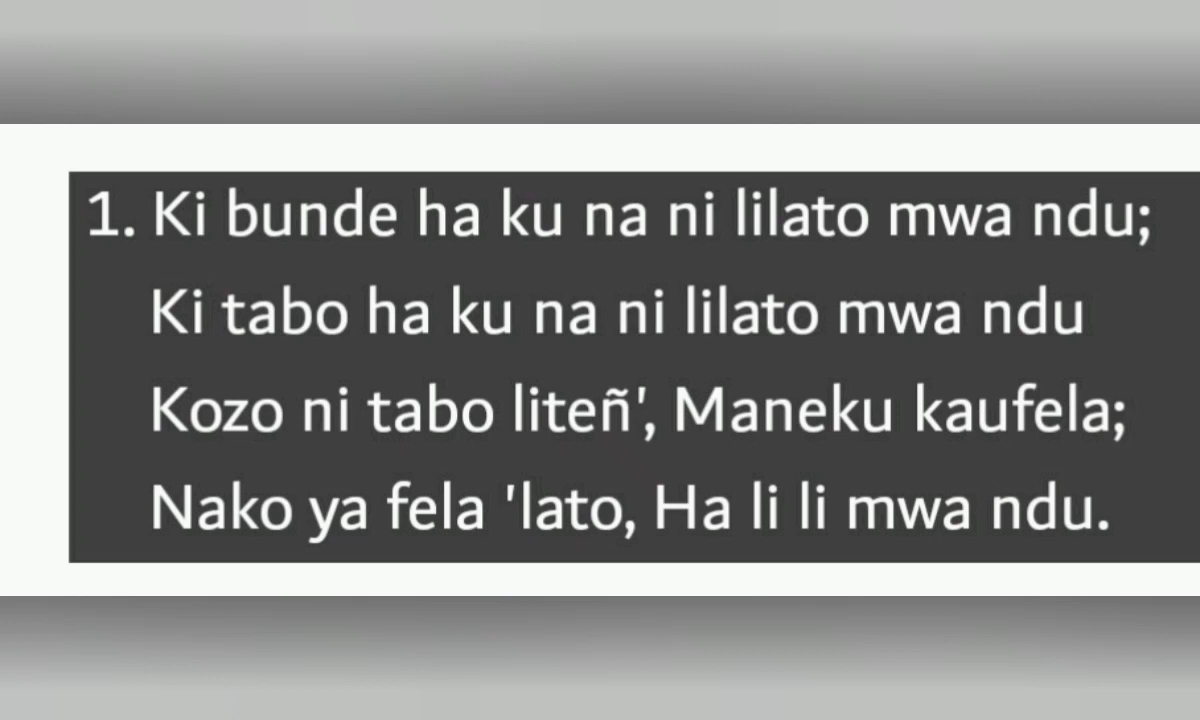 1. Ki bunde ha ku na ni lilato mwa ndu;
Ki tabo ha ku na ni lilato mwa ndu
Kozo ni tabo liteñ', Maneku kaufela;
Nako ya fela 'lato, Ha li li mwa ndu.